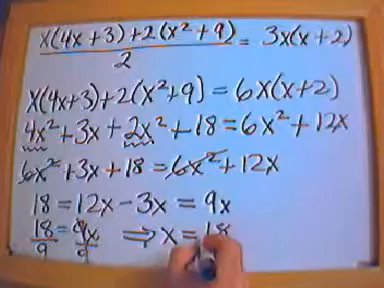 x(4x+3)+2(x²+9) = 3x(x+2)
2
x(4x+3)+2(x²+9)=6x(x+2)
4x²+3x+2x²+18=6x²+12x
6x²+3x+18=6x²+12x
18=12x-3x=9x
18=9x ⇒ x=18
9 9